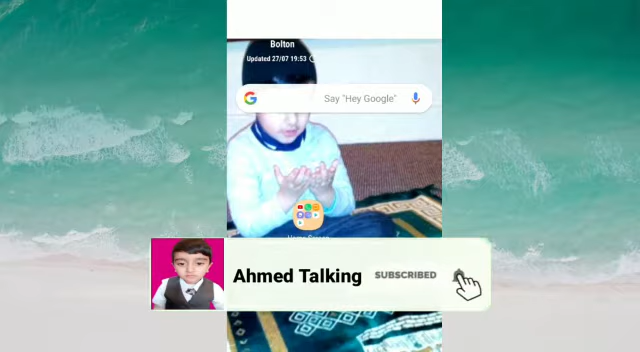 Bolton
Updated 27/07 19:53
Say "Hey Google"
Ahmed Talking
SUBSCRIBED